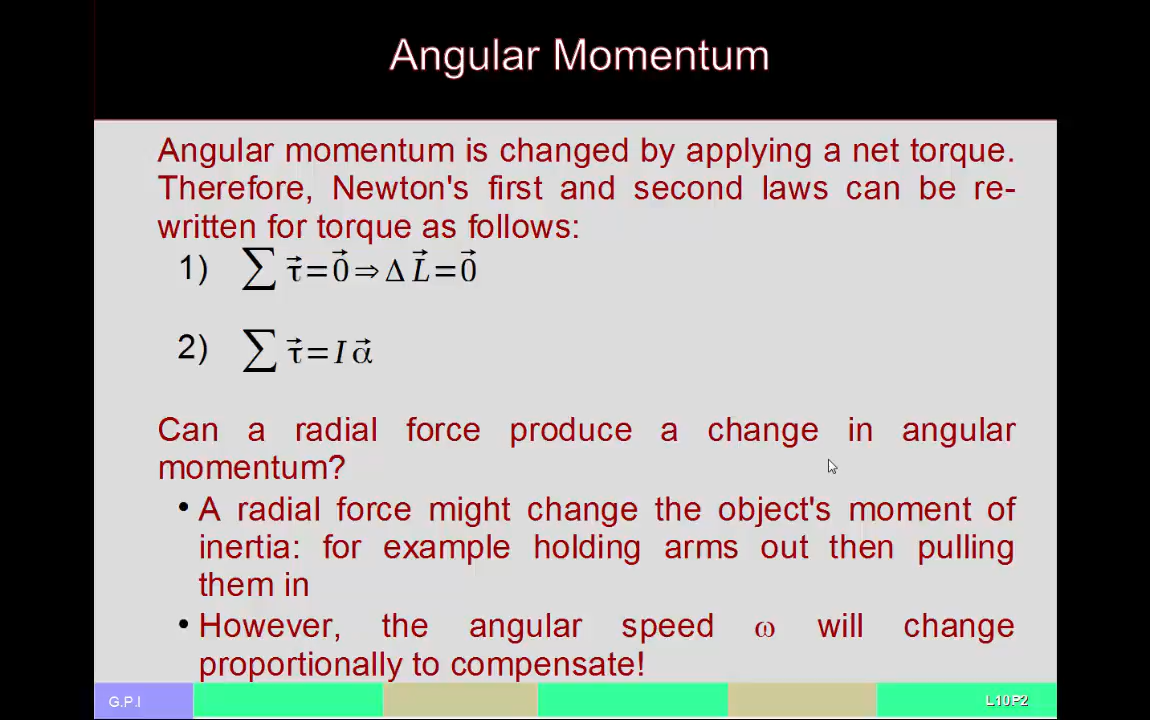 Angular Momentum
Angular momentum is changed by applying a net torque.
Therefore, Newton's first and second laws can be re-
written for torque as follows:
1) ∑ τ⃗ = 0⃗ ⇒ Δ L⃗ = 0⃗
2) ∑ τ⃗ = I α⃗
Can a radial force produce a change in angular
momentum?
• A radial force might change the object's moment of
inertia: for example holding arms out then pulling
them in
• However, the angular speed ω will change
proportionally to compensate!
G.P.I
L10P2